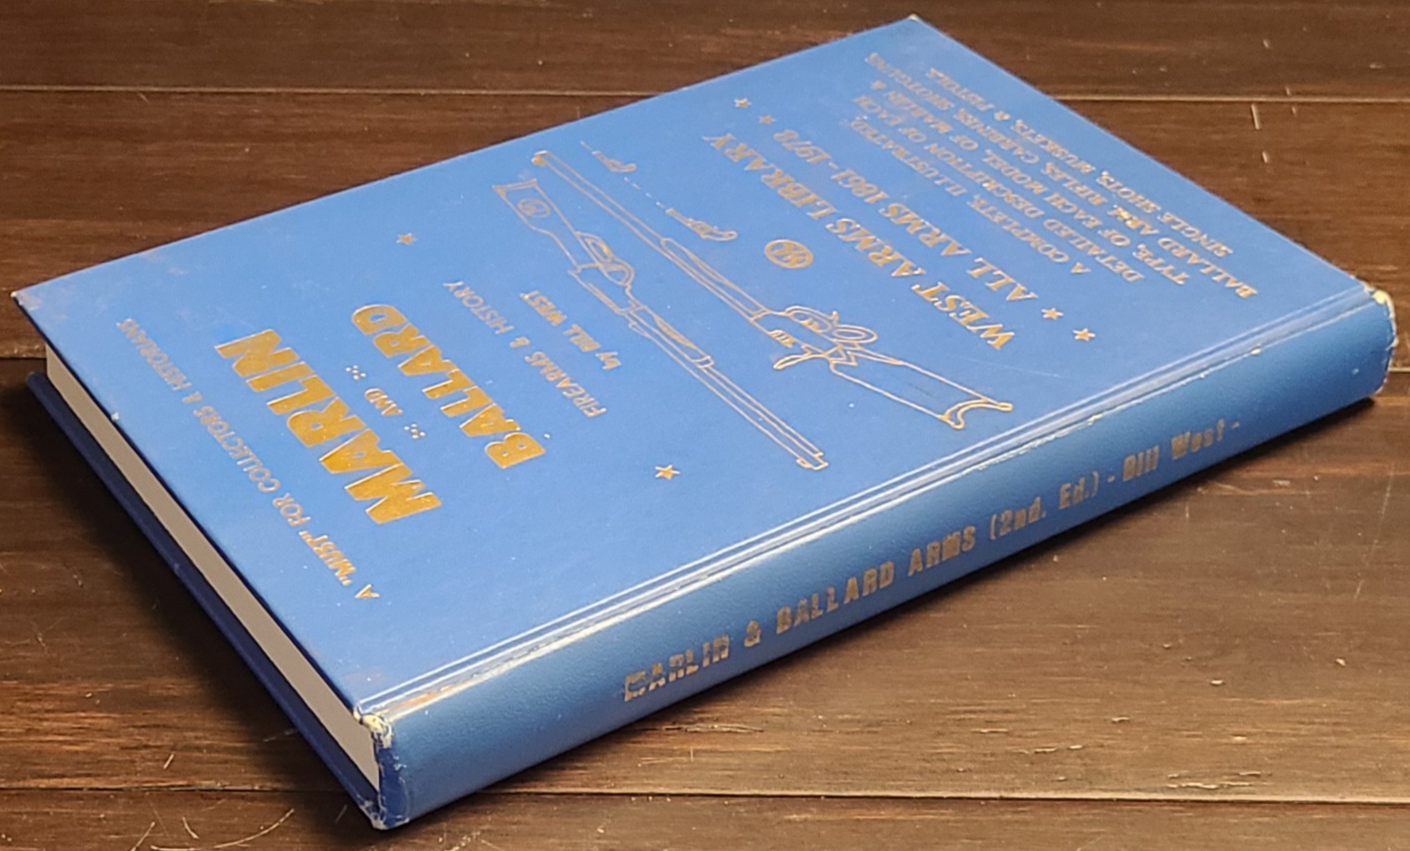 A "MUST" FOR COLLECTORS & HISTORIANS
MARLIN
AND
BALLARD
FIREARMS & HISTORY
by BILL WEST
WEST ARMS LIBRARY
ALL ARMS 1861-1978
A COMPLETE, ILLUSTRATED,
DETAILED DESCRIPTION OF EACH
TYPE, OF EACH MODEL, OF MARLIN &
BALLARD ARM. RIFLES, CARBINES, SHOTGUNS
SINGLE SHOTS, MUSKETS, & PISTOLS
MARLIN & BALLARD ARMS (2nd. Ed.) - Bill West -